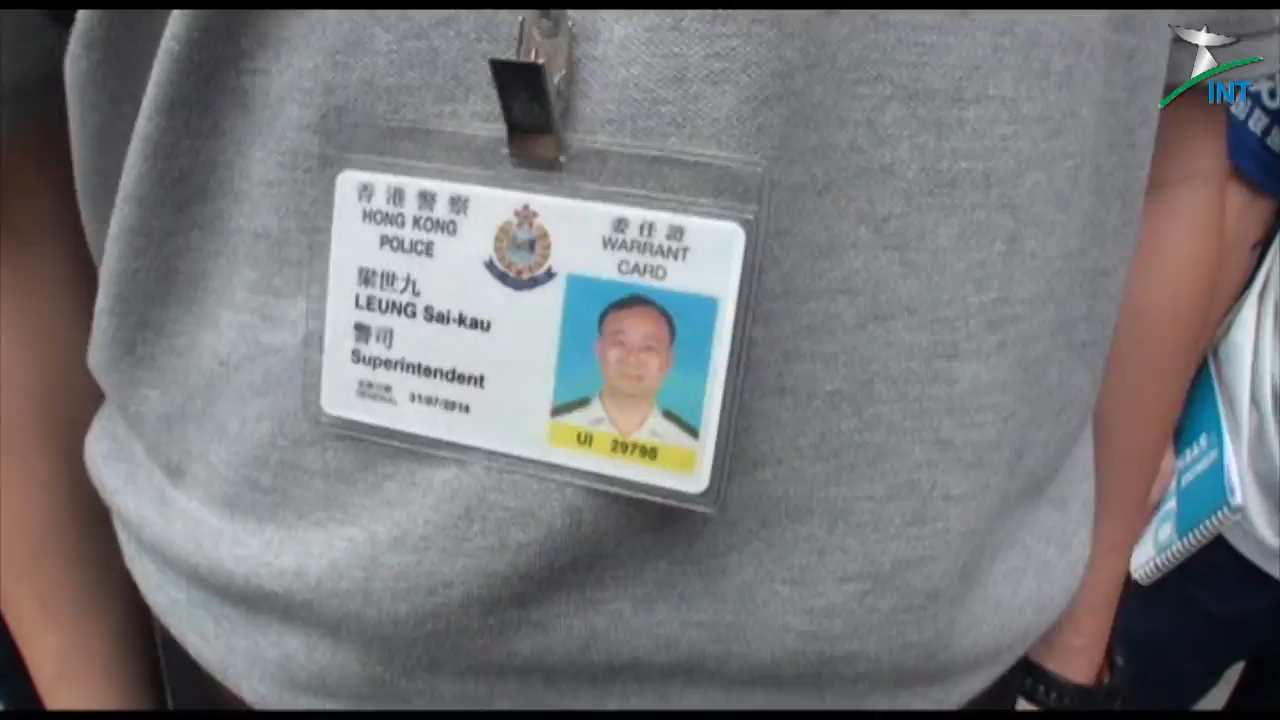 香港警察
HONG KONG
POLICE
委任證
WARRANT
CARD
梁世九
LEUNG Sai-kau
警司
Superintendent
31/07/2014
UI 29798
INT